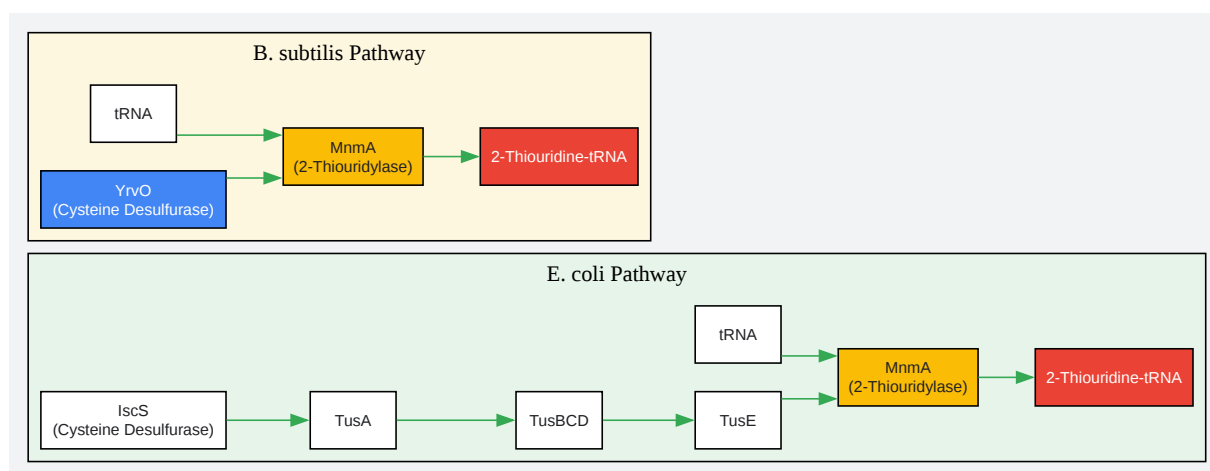 B. subtilis Pathway
tRNA
MnmA
(2-Thiouridylase)
2-Thiouridine-tRNA
YrvO
(Cysteine Desulfurase)
E. coli Pathway
tRNA
MnmA
(2-Thiouridylase)
2-Thiouridine-tRNA
IscS
(Cysteine Desulfurase)
TusA
TusBCD
TusE